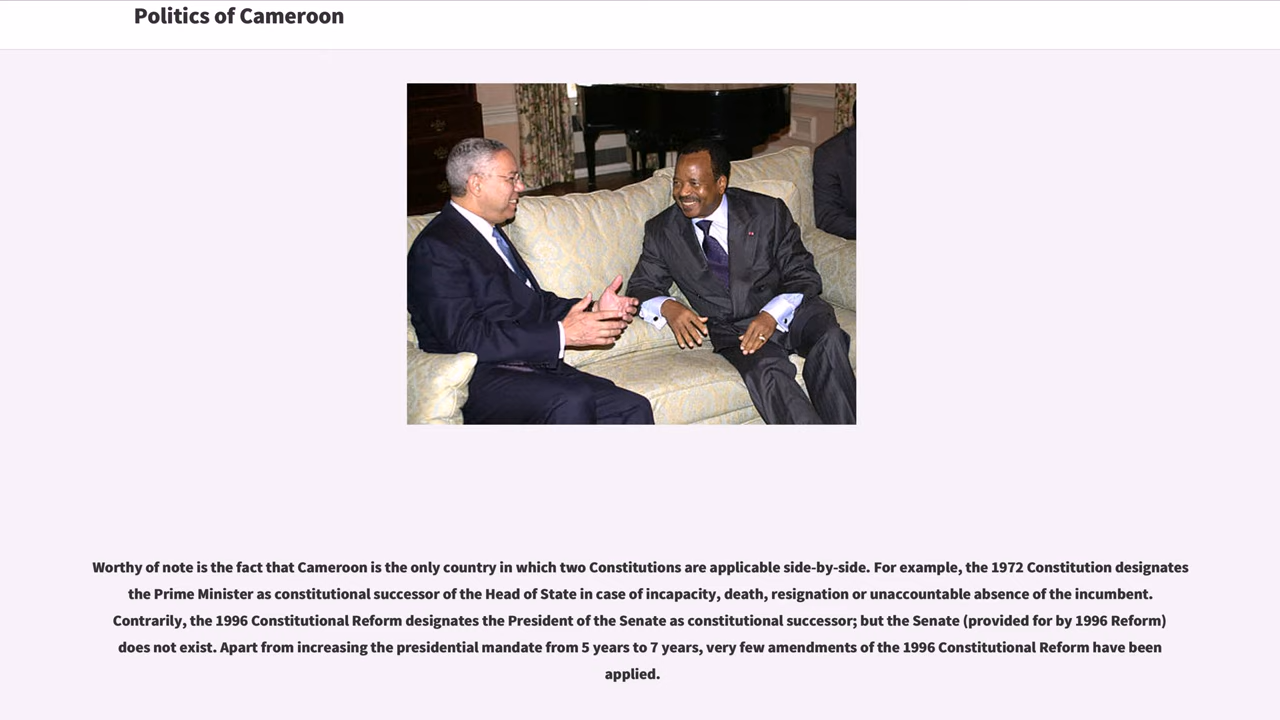 Politics of Cameroon
Worthy of note is the fact that Cameroon is the only country in which two Constitutions are applicable side-by-side. For example, the 1972 Constitution designates
the Prime Minister as constitutional successor of the Head of State in case of incapacity, death, resignation or unaccountable absence of the incumbent.
Contrarily, the 1996 Constitutional Reform designates the President of the Senate as constitutional successor; but the Senate (provided for by 1996 Reform)
does not exist. Apart from increasing the presidential mandate from 5 years to 7 years, very few amendments of the 1996 Constitutional Reform have been
applied.